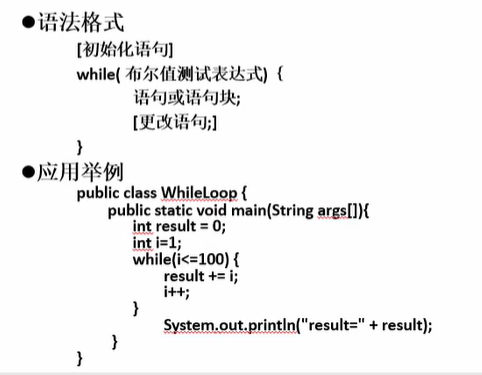 ●语法格式
[初始化语句]
while( 布尔值测试表达式)  {
语句或语句块;
[更改语句;]
}
●应用举例
public class WhileLoop {
public static void main(String args[]){
int result = 0;
int i=1;
while(i<=100) {
result += i;
i++;
}
System.out.println("result=" + result);
}
}